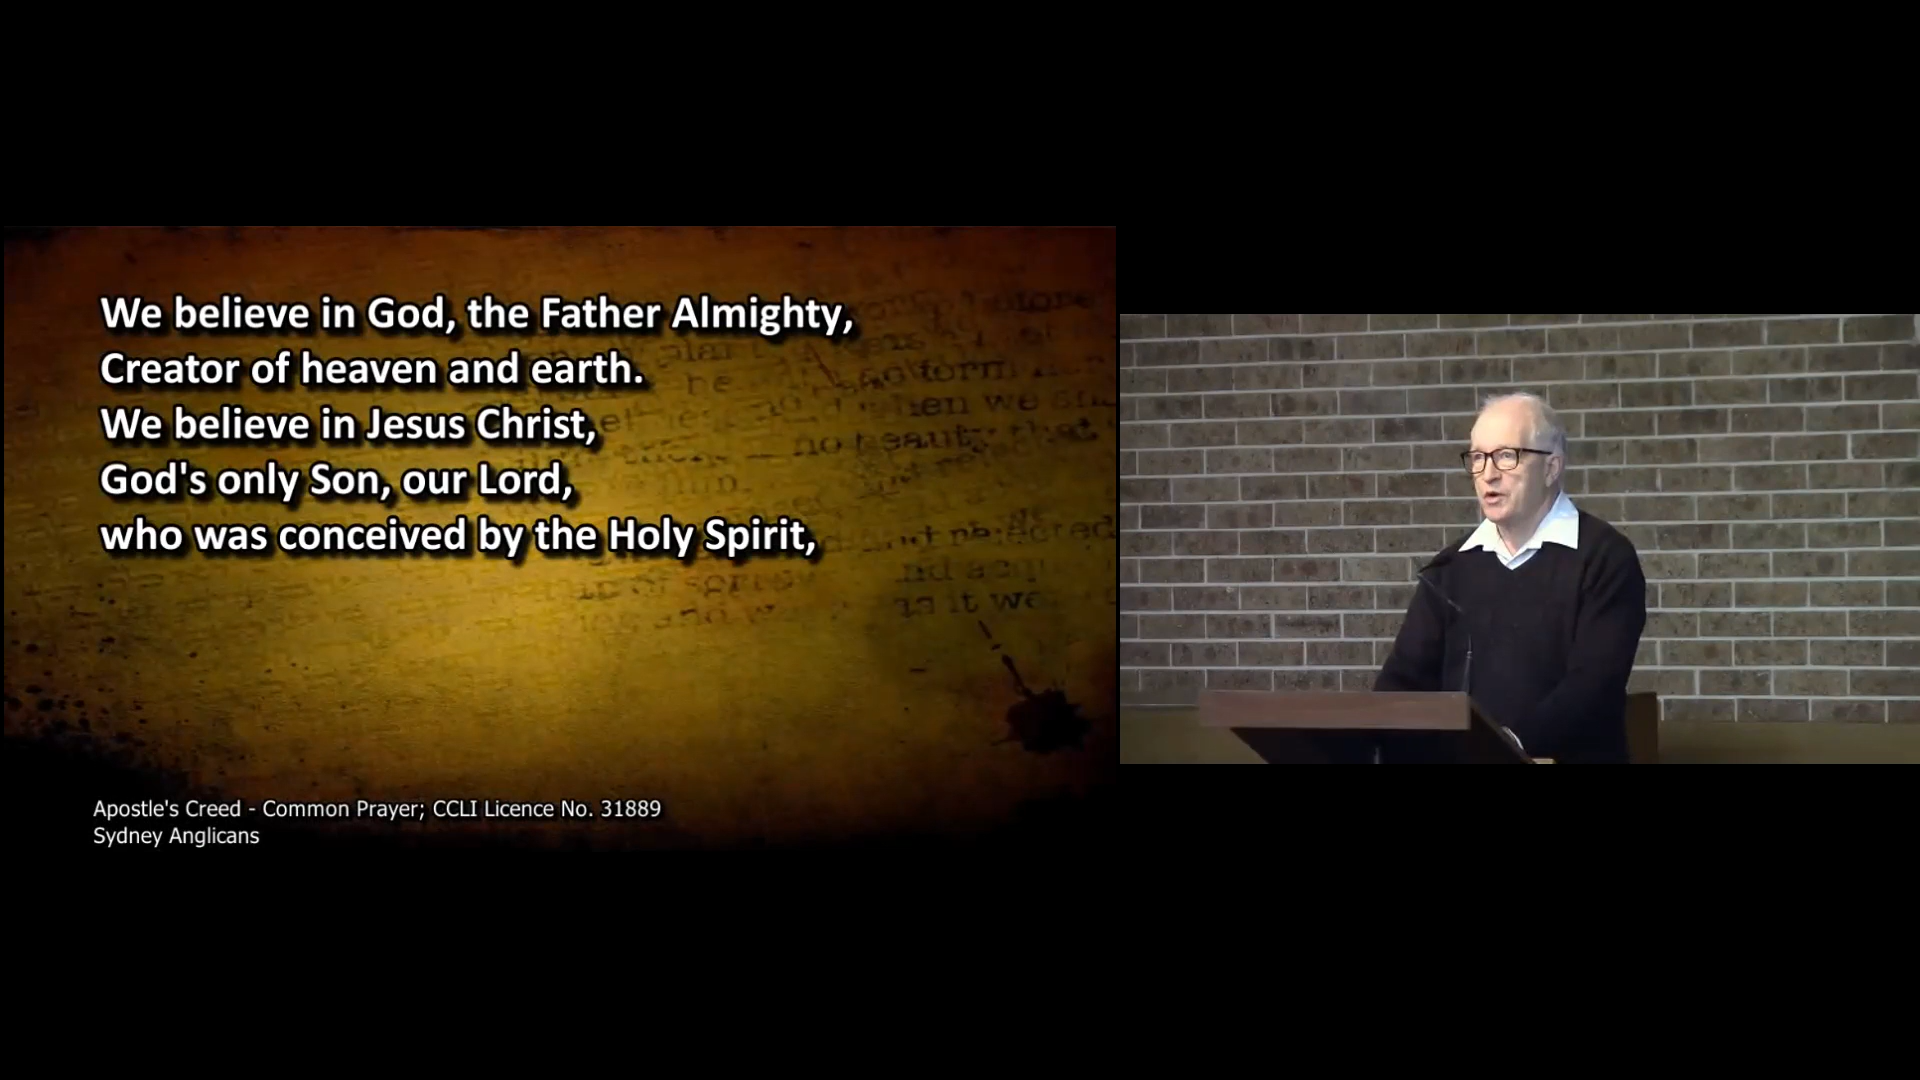 We believe in God, the Father Almighty,
Creator of heaven and earth.
We believe in Jesus Christ,
God's only Son, our Lord,
who was conceived by the Holy Spirit,
Apostle's Creed - Common Prayer; CCLI Licence No. 31889
Sydney Anglicans